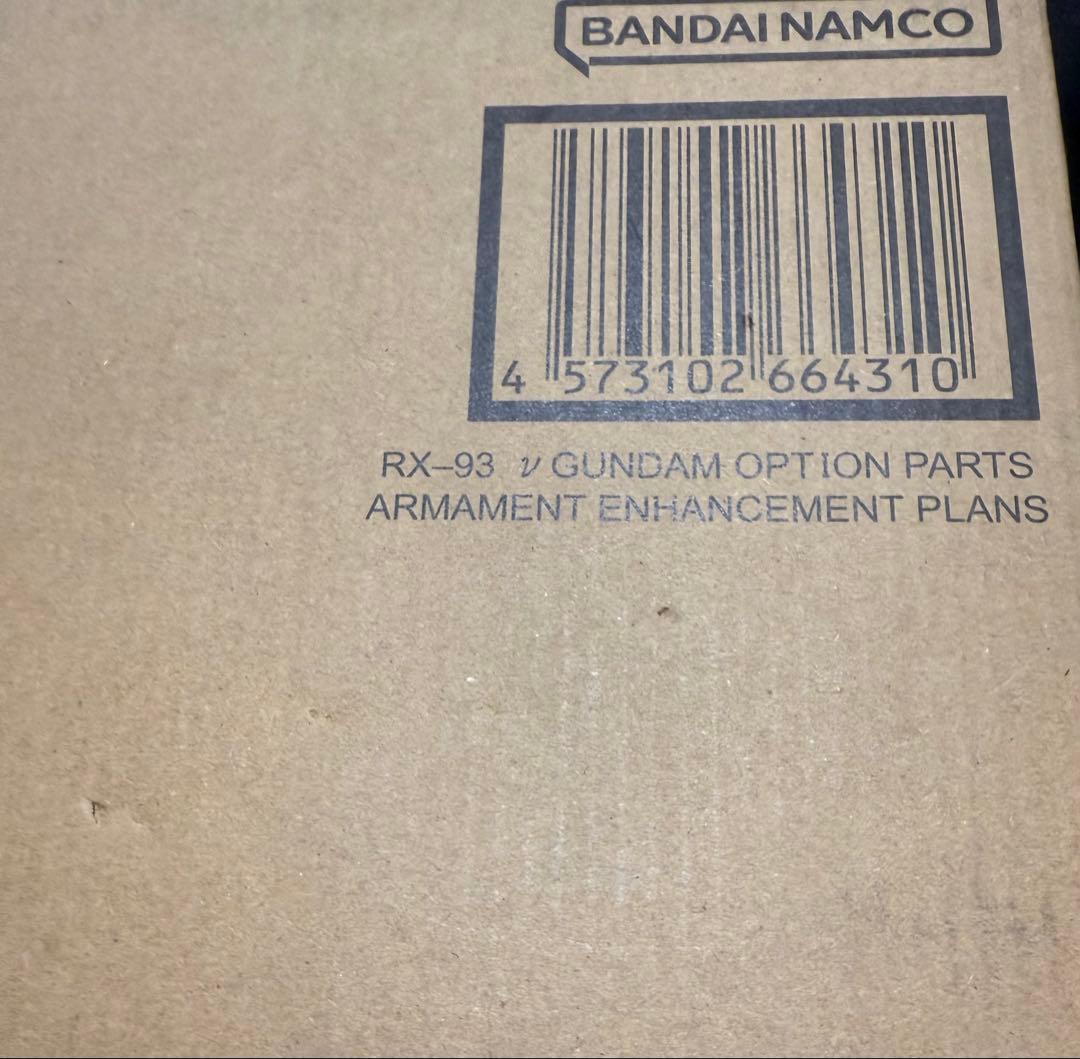 BANDAI NAMCO
4 573102 664310
RX–93 ν GUNDAM OPTION PARTS
ARMAMENT ENHANCEMENT PLANS